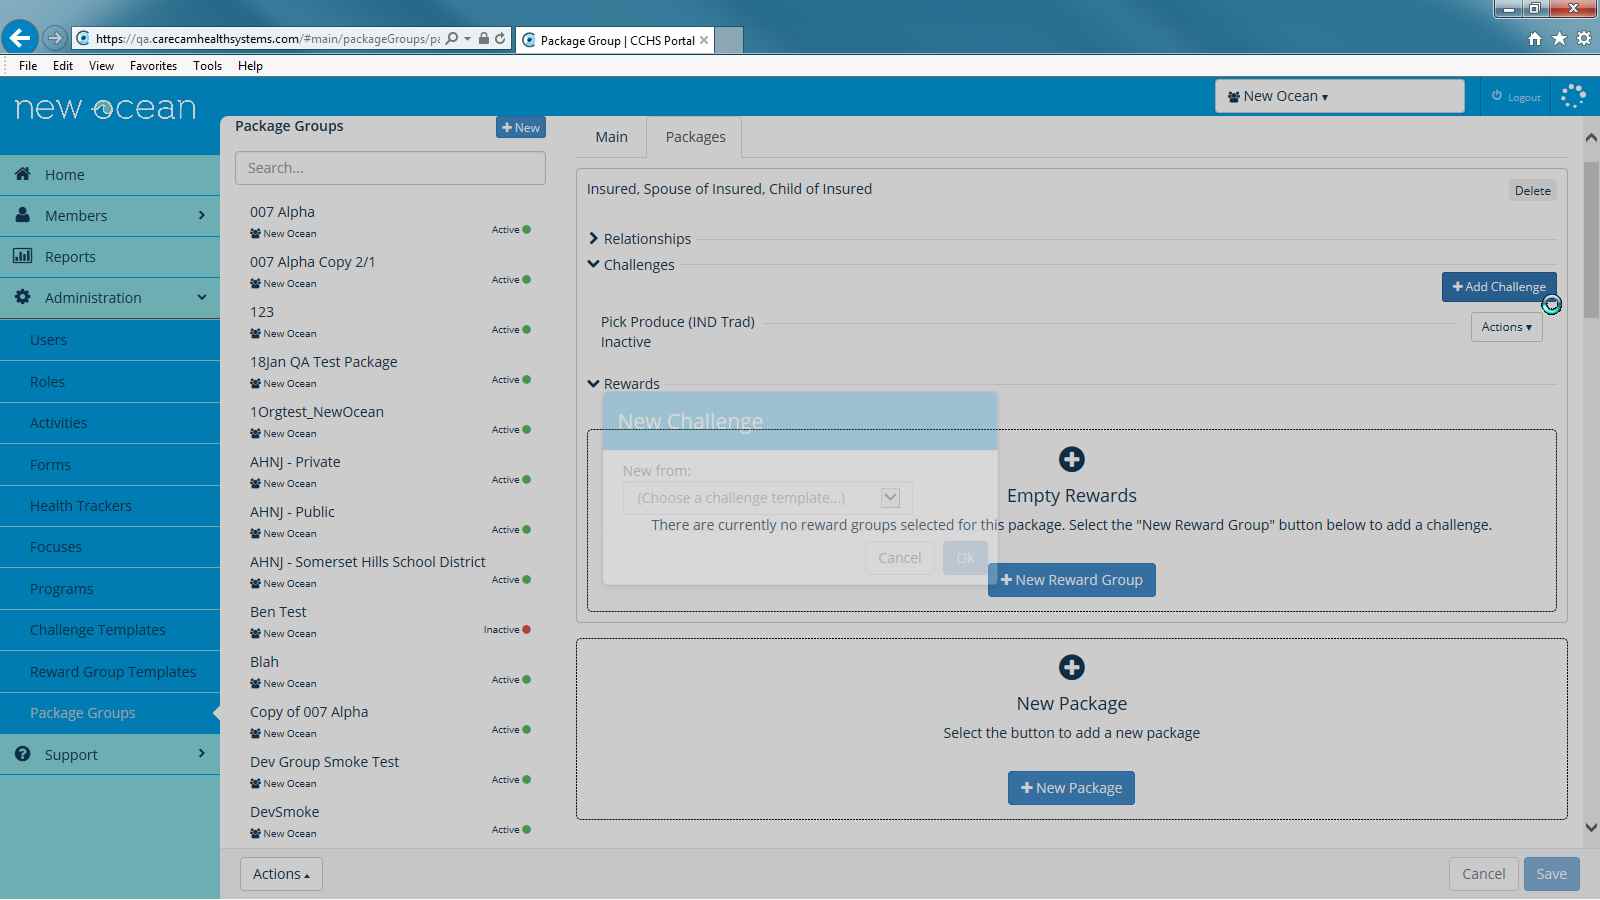 https://qa.carecamhealthsystems.com/#main/packageGroups/pa
Package Group | CCHS Portal
File Edit View Favorites Tools Help
new ocean
New Ocean
Logout
Home
Members
Reports
Administration
Users
Roles
Activities
Forms
Health Trackers
Focuses
Programs
Challenge Templates
Reward Group Templates
Package Groups
Support
Package Groups
New
Search...
007 Alpha
New Ocean Active
007 Alpha Copy 2/1
New Ocean Active
123
New Ocean Active
18Jan QA Test Package
New Ocean Active
1Orgtest_NewOcean
New Ocean Active
AHNJ - Private
New Ocean Active
AHNJ - Public
New Ocean Active
AHNJ - Somerset Hills School District
New Ocean Active
Ben Test
New Ocean Inactive
Blah
New Ocean Active
Copy of 007 Alpha
New Ocean Active
Dev Group Smoke Test
New Ocean Active
DevSmoke
New Ocean Active
Actions
Main Packages
Insured, Spouse of Insured, Child of Insured
Delete
Relationships
Challenges
Add Challenge
Pick Produce (IND Trad)
Inactive
Actions
Rewards
New Challenge
New from:
(Choose a challenge template...)
Cancel Ok
Empty Rewards
There are currently no reward groups selected for this package. Select the "New Reward Group" button below to add a challenge.
New Reward Group
New Package
Select the button to add a new package
New Package
Cancel Save